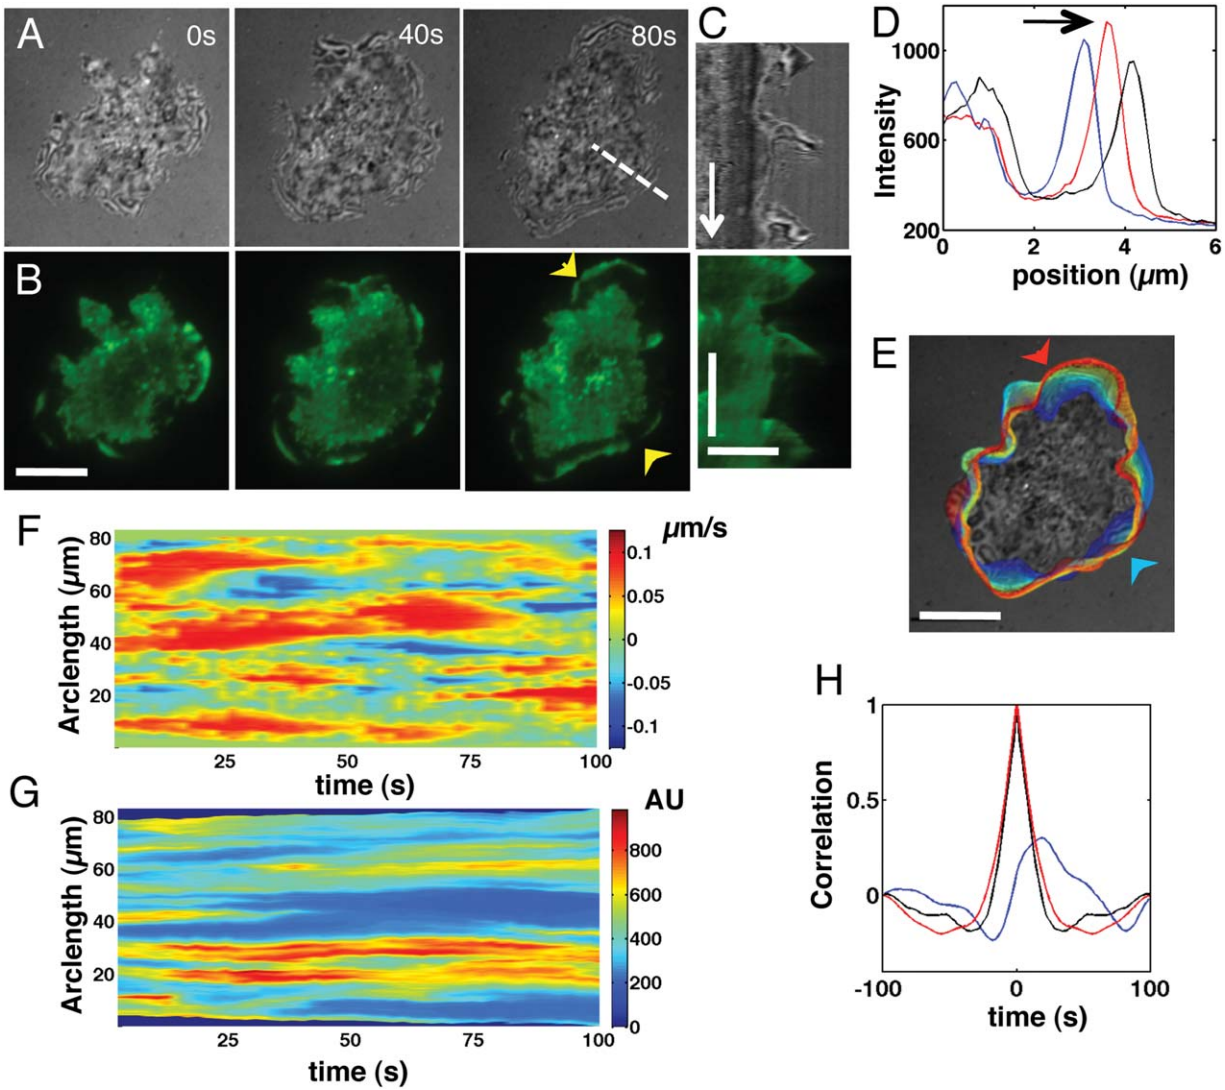 A
0s
40s
80s
B
C
D
1000
600
200
Intensity
0
2
4
6
position (µm)
E
F
Arclength (µm)
80
60
40
20
25
50
75
100
time (s)
µm/s
0.1
0.05
0
-0.05
-0.1
G
Arclength (µm)
80
60
40
20
25
50
75
100
time (s)
AU
800
600
400
200
0
H
Correlation
1
0.5
0
-100
0
100
time (s)